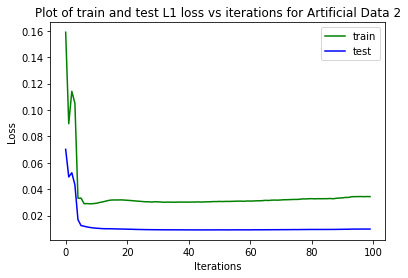 Plot of train and test L1 loss vs iterations for Artificial Data 2
0.16
0.14
0.12
0.10
0.08
0.06
0.04
0.02
Loss
train
test
0 20 40 60 80 100
Iterations